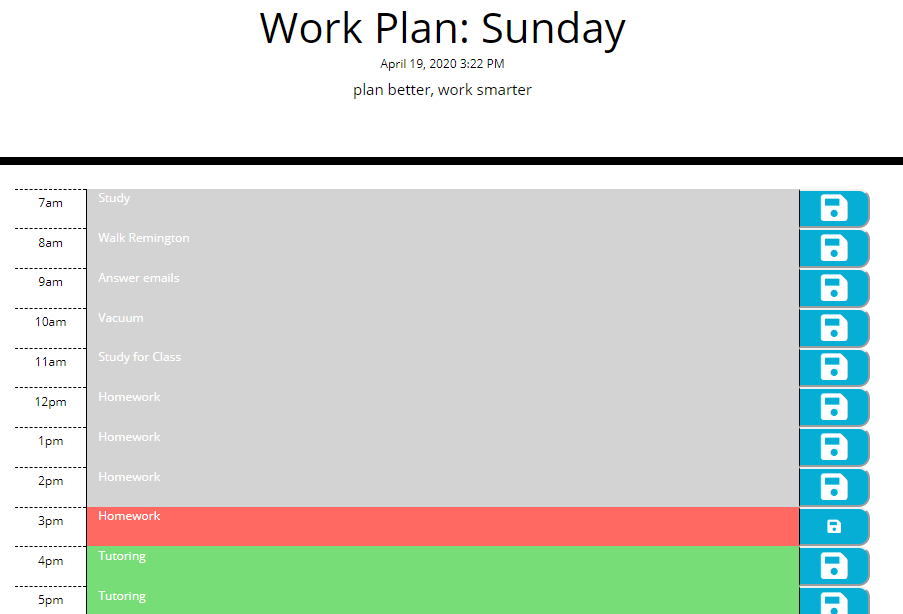 Work Plan: Sunday
April 19, 2020 3:22 PM
plan better, work smarter
7am Study
8am Walk Remington
9am Answer emails
10am Vacuum
11am Study for Class
12pm Homework
1pm Homework
2pm Homework
3pm Homework
4pm Tutoring
5pm Tutoring